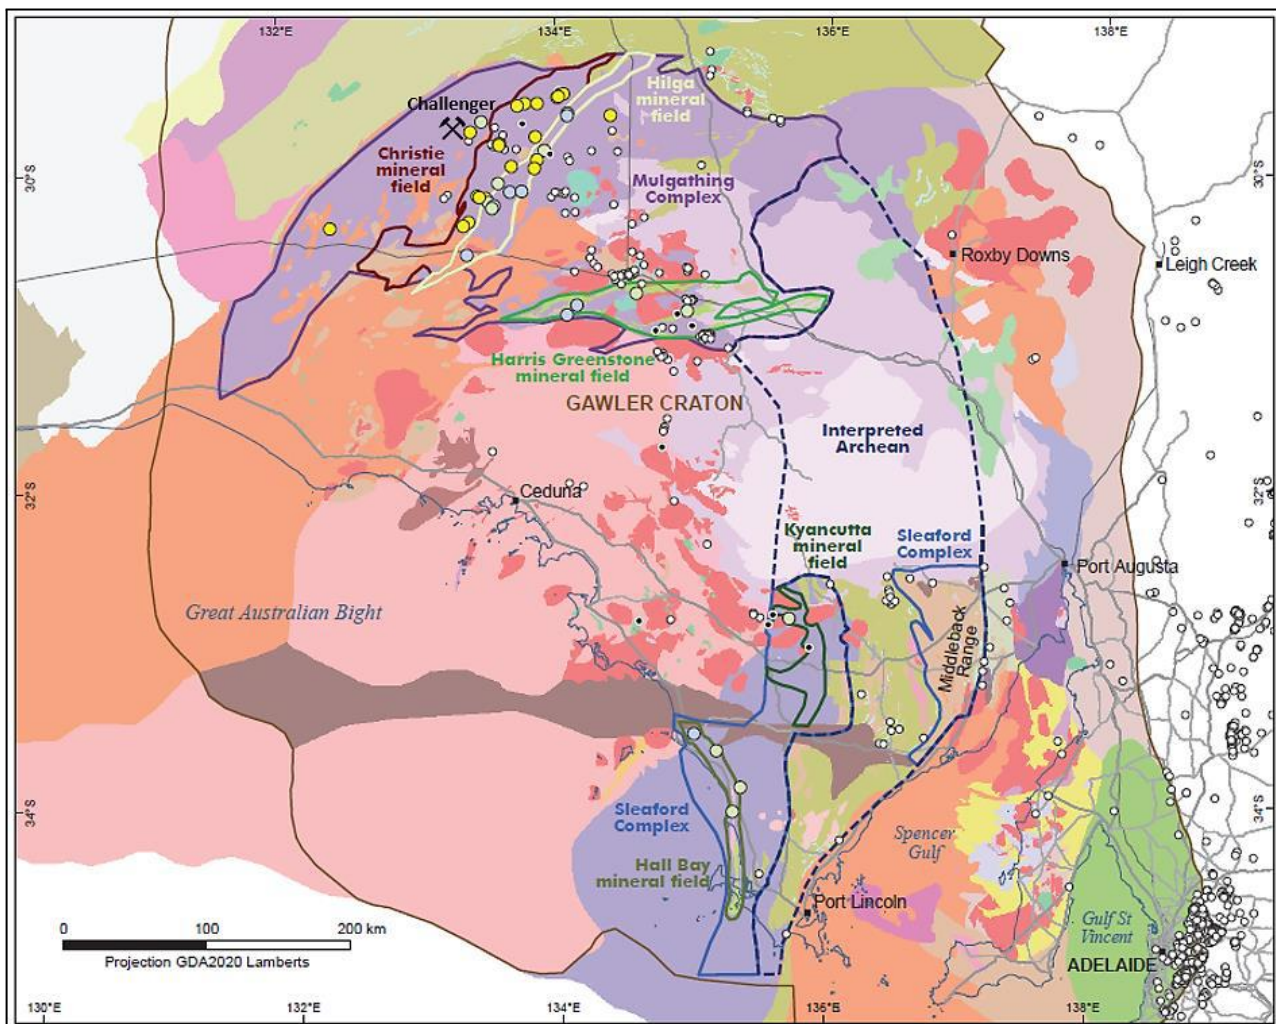 132°E
134°E
136°E
138°E
Challenger
Hilga
mineral
field
Christie
mineral
field
30°S
30°S
Mulgathing
Complex
Roxby Downs
Leigh Creek
Harris Greenstone
mineral field
GAWLER CRATON
Interpreted
Archean
Ceduna
32°S
32°S
Kyancutta
mineral
field
Sleaford
Complex
Port Augusta
Great Australian Bight
Middleback
Range
Sleaford
Complex
34°S
34°S
Spencer
Gulf
Hall Bay
mineral field
Port Lincoln
Gulf St
Vincent
0 100 200 km
Projection GDA2020 Lamberts
ADELAIDE
130°E
132°E
134°E
136°E
138°E